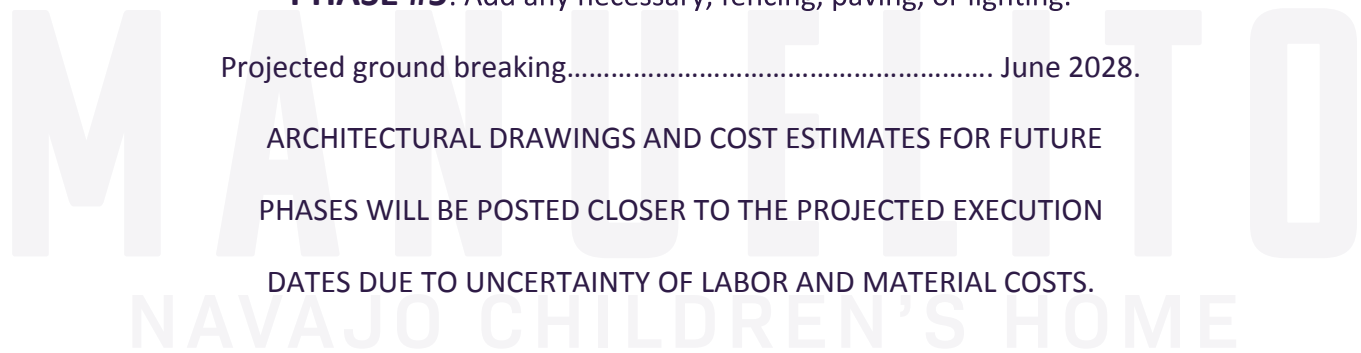 PHASE Add any necessary, fencing, paving, or lighting.
Projected ground breaking…………………………………………………. June 2028.
ARCHITECTURAL DRAWINGS AND COST ESTIMATES FOR FUTURE
PHASES WILL BE POSTED CLOSER TO THE PROJECTED EXECUTION
DATES DUE TO UNCERTAINTY OF LABOR AND MATERIAL COSTS.
MANUELITO
NAVAJO CHILDREN'S HOME